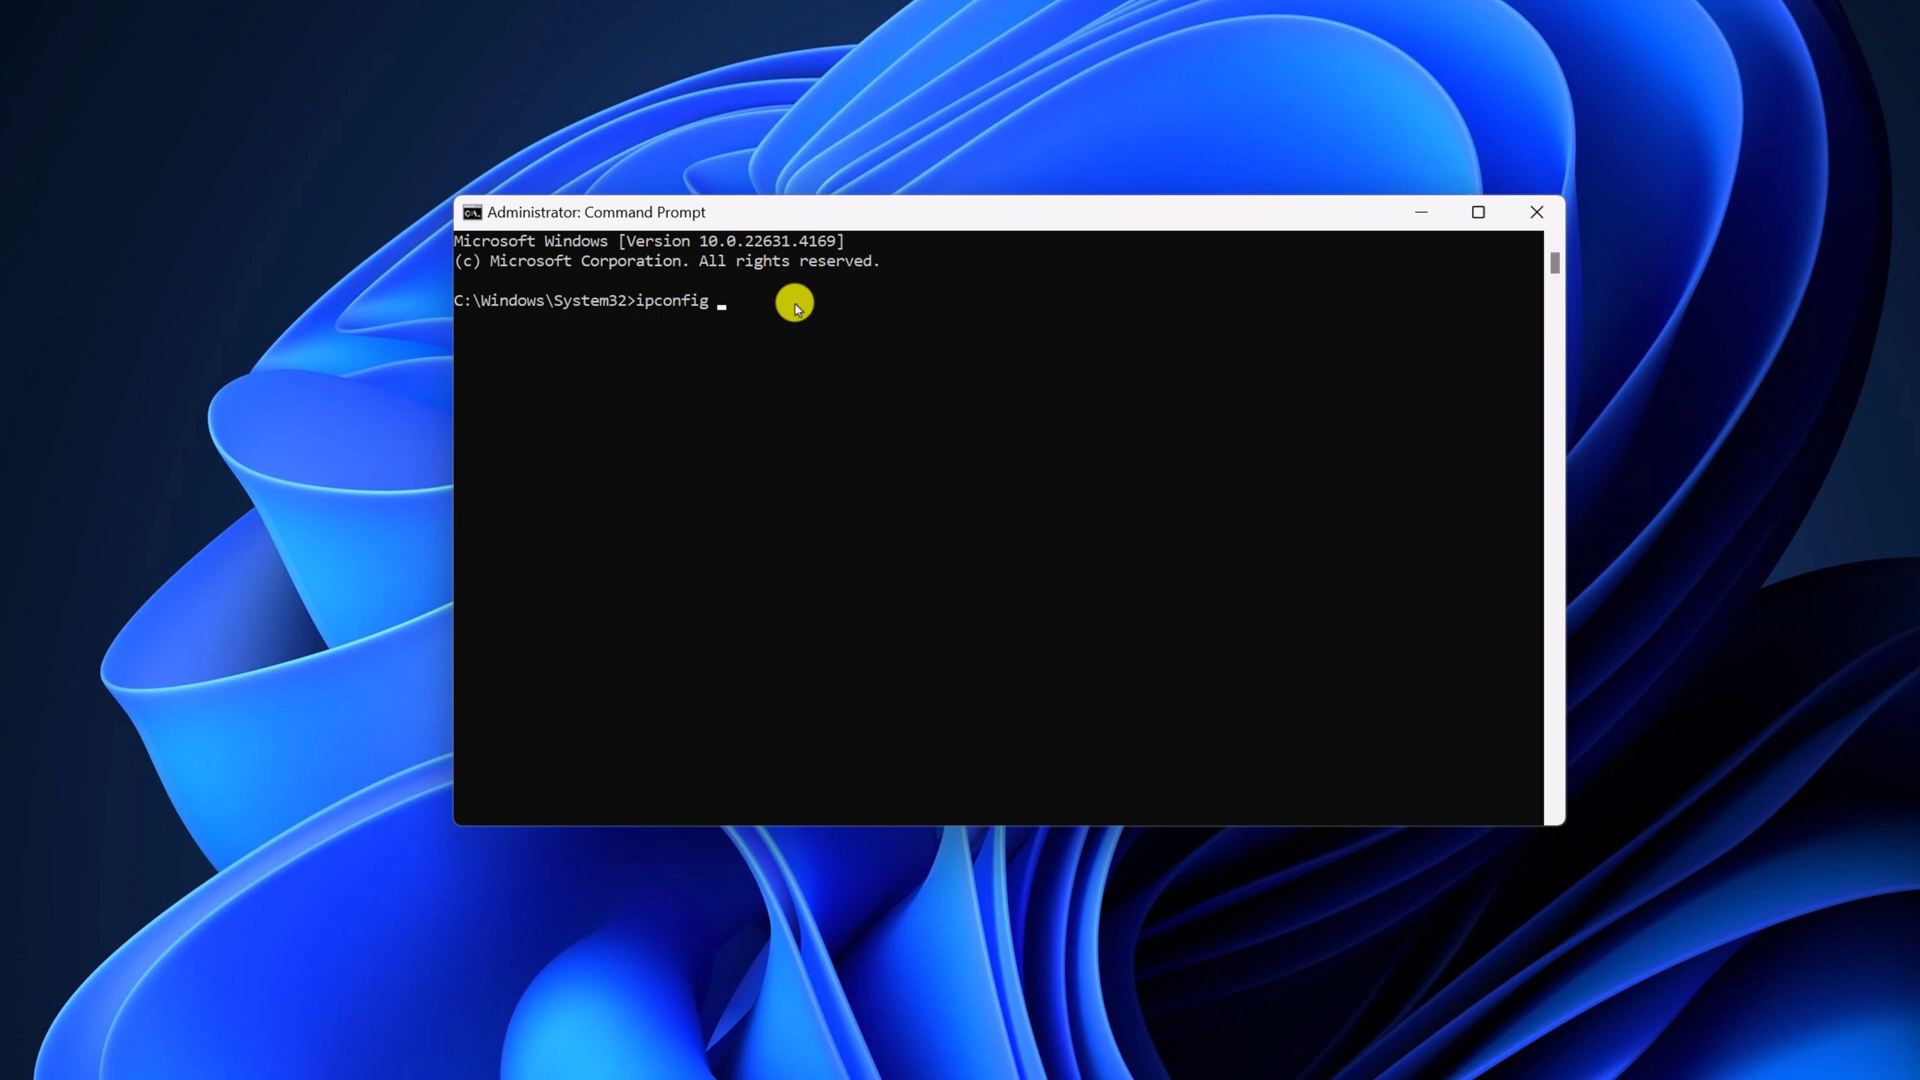 Administrator: Command Prompt
Microsoft Windows [Version 10.0.22631.4169]
(c) Microsoft Corporation. All rights reserved.
C:\Windows\System32>ipconfig